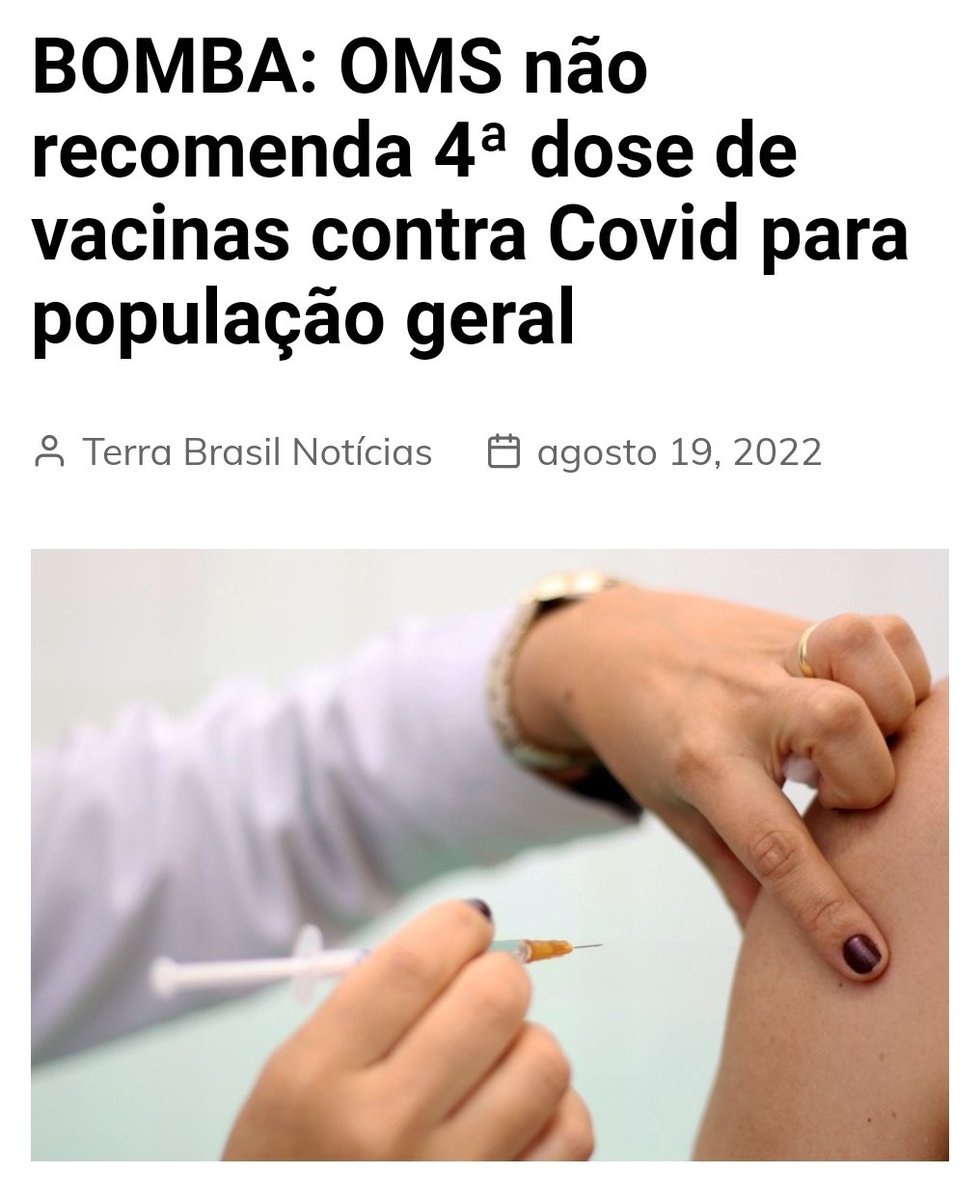 BOMBA: OMS não
recomenda 4ª dose de
vacinas contra Covid para
população geral
Terra Brasil Notícias agosto 19, 2022